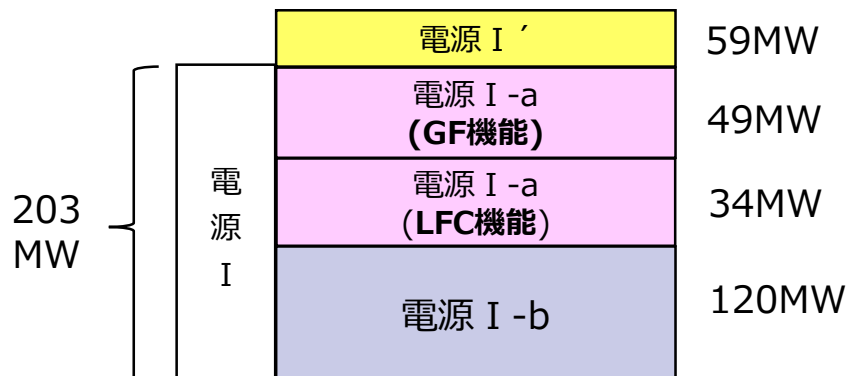 電源Ⅰ´
59MW
電源Ⅰ-a
(GF機能)
49MW
電源Ⅰ-a
(LFC機能)
34MW
電
源
Ⅰ
203
MW
電源Ⅰ-b
120MW